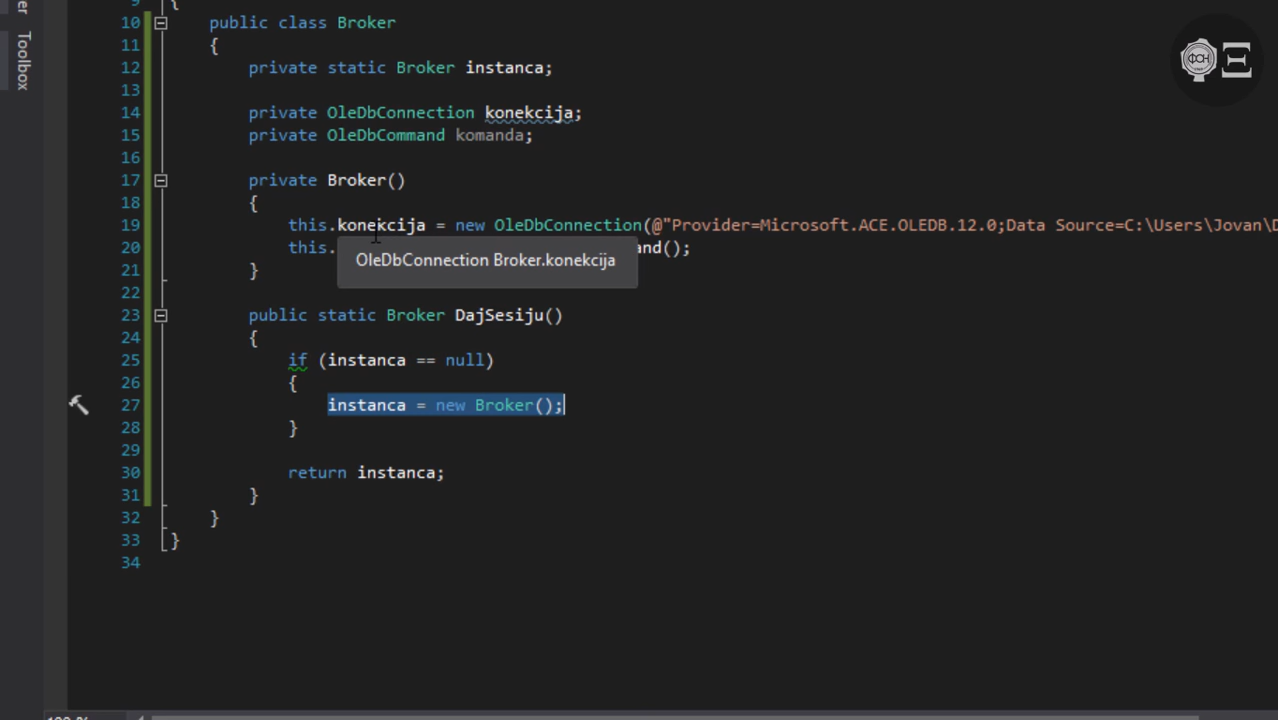 er
Toolbox
ФОН
9 {
10 public class Broker
11 {
12 private static Broker instanca;
13
14 private OleDbConnection konekcija;
15 private OleDbCommand komanda;
16
17 private Broker()
18 {
19 this.konekcija = new OleDbConnection(@"Provider=Microsoft.ACE.OLEDB.12.0;Data Source=C:\Users\Jovan\D
20 this. and();
OleDbConnection Broker.konekcija
21 }
22
23 public static Broker DajSesiju()
24 {
25 if (instanca == null)
26 {
27 instanca = new Broker();
28 }
29
30 return instanca;
31 }
32 }
33 }
34